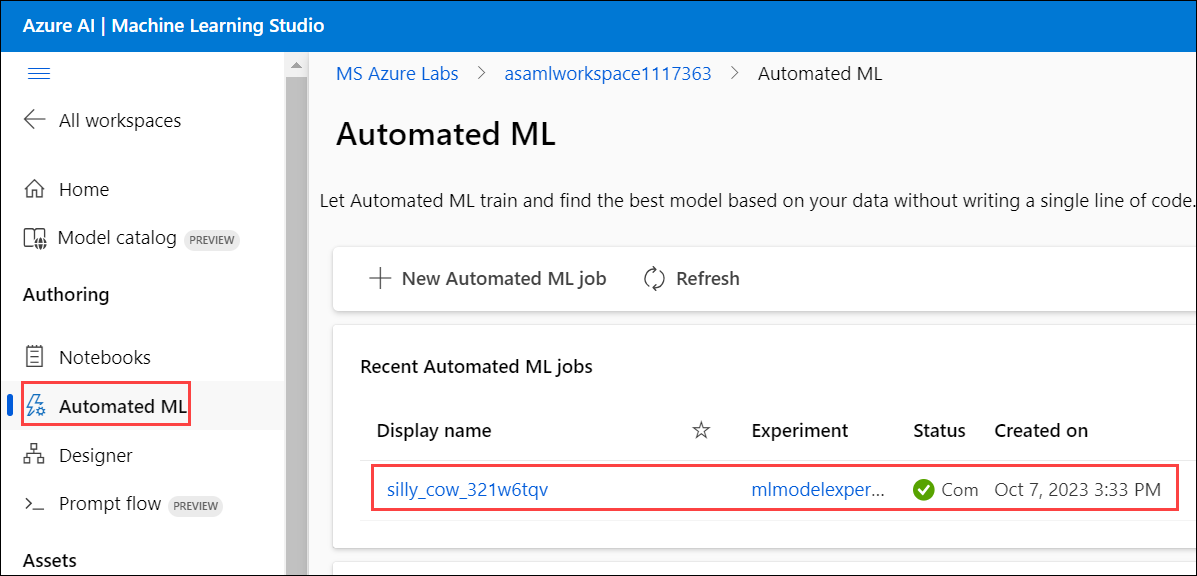 Azure AI | Machine Learning Studio
MS Azure Labs > asamlworkspace1117363 > Automated ML
All workspaces
Automated ML
Home
Let Automated ML train and find the best model based on your data without writing a single line of code.
Model catalog PREVIEW
New Automated ML job Refresh
Authoring
Notebooks
Recent Automated ML jobs
Automated ML
Display name Experiment Status Created on
Designer
silly_cow_321w6tqv mlmodelexper... Com Oct 7, 2023 3:33 PM
Prompt flow PREVIEW
Assets